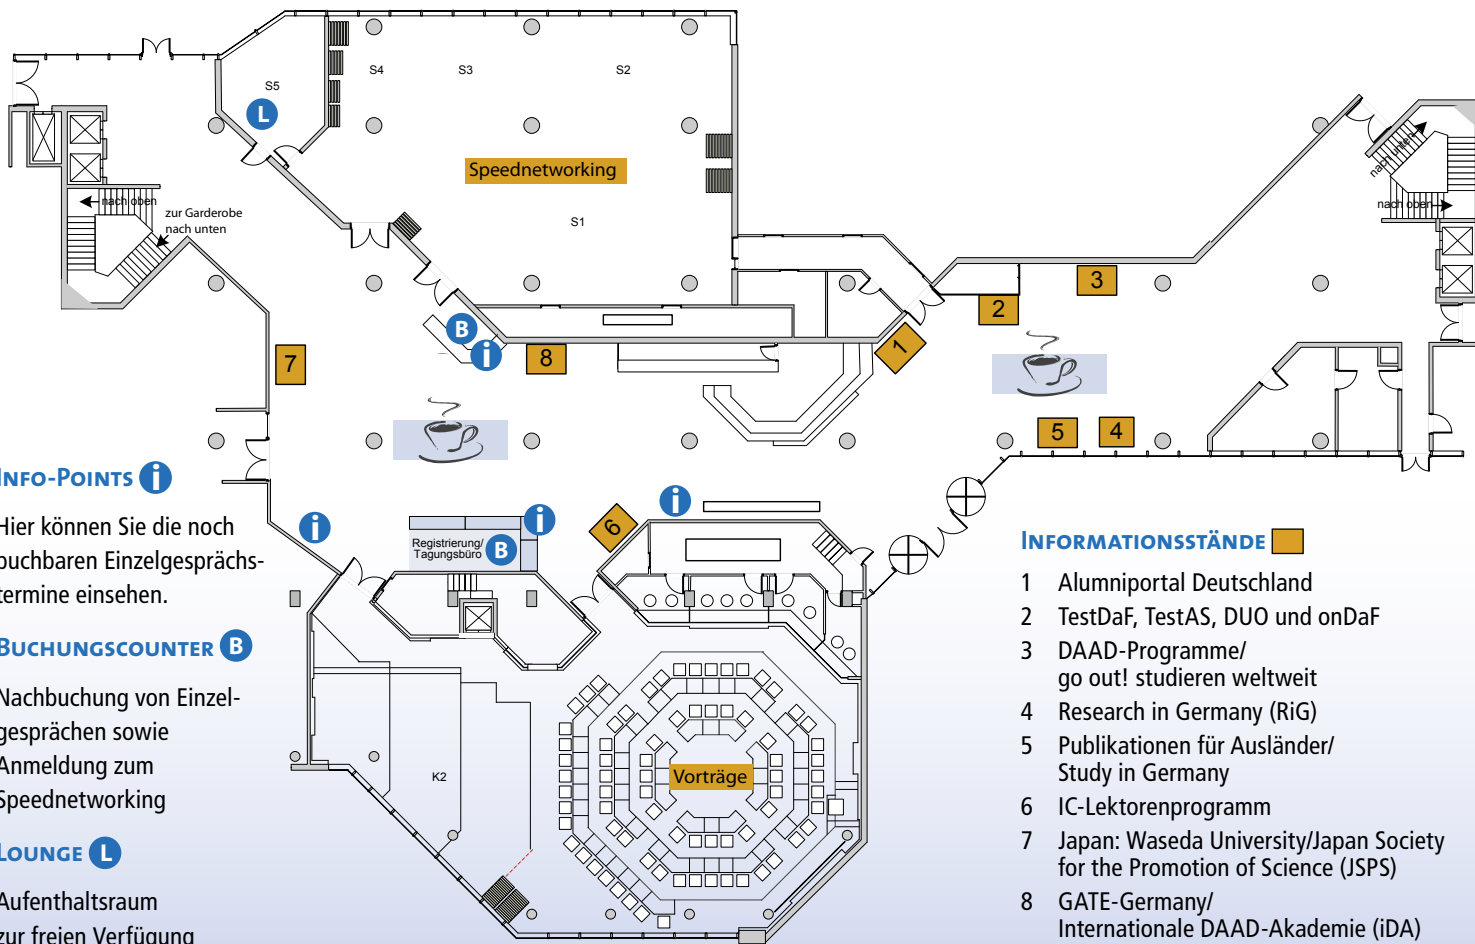 S5
S4
S3
S2
L
Speednetworking
S1
nach oben
zur Garderobe
nach unten
nach unten
nach oben
3
2
1
B
i
8
7
5
4
INFO-POINTS i
Hier können Sie die noch
buchbaren Einzelgesprächs-
termine einsehen.
BUCHUNGSCOUNTER B
Nachbuchung von Einzel-
gesprächen sowie
Anmeldung zum
Speednetworking
LOUNGE L
Aufenthaltsraum
zur freien Verfügung
i
i
Registrierung/
Tagungsbüro B
6
i
K2
Vorträge
INFORMATIONSSTÄNDE
1 Alumniportal Deutschland
2 TestDaF, TestAS, DUO und onDaF
3 DAAD-Programme/
go out! studieren weltweit
4 Research in Germany (RiG)
5 Publikationen für Ausländer/
Study in Germany
6 IC-Lektorenprogramm
7 Japan: Waseda University/Japan Society
for the Promotion of Science (JSPS)
8 GATE-Germany/
Internationale DAAD-Akademie (iDA)